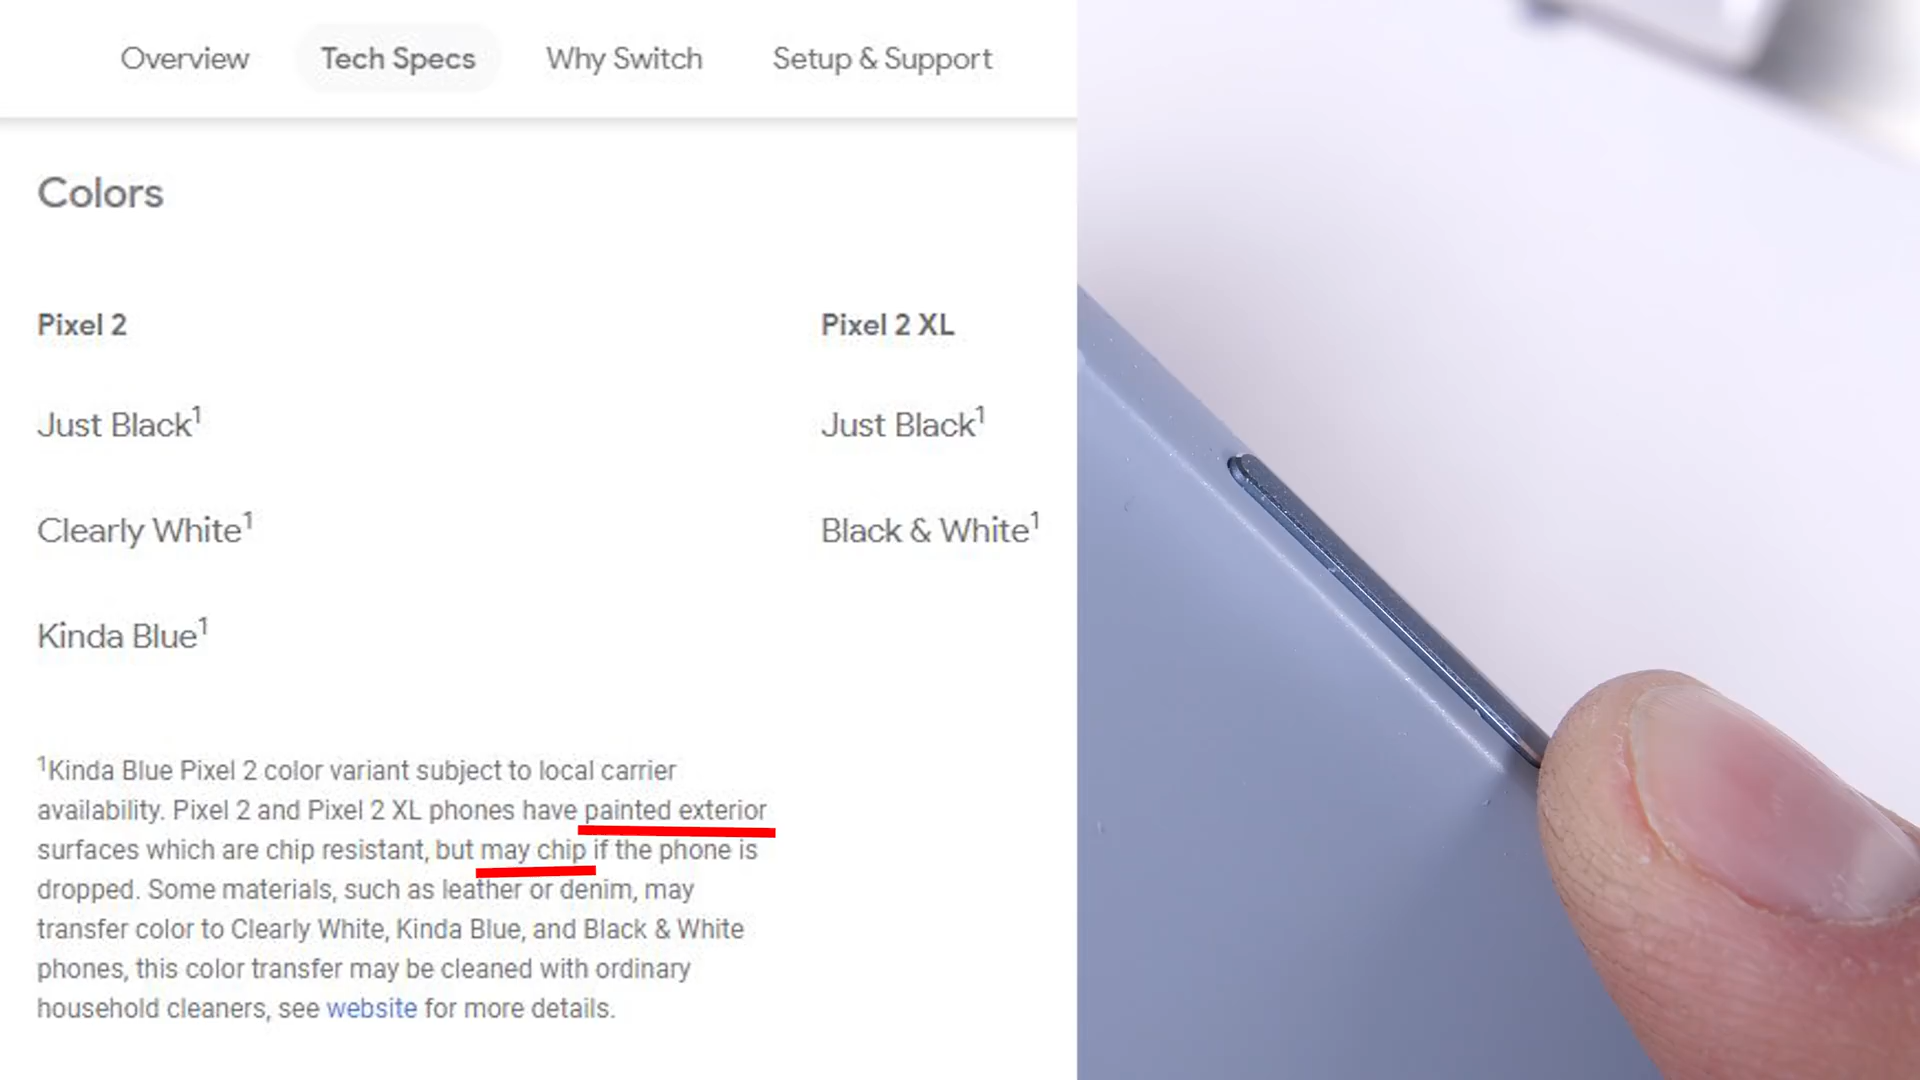 Overview Tech Specs Why Switch Setup & Support
Colors
Pixel 2 Pixel 2 XL
Just Black¹ Just Black¹
Clearly White¹ Black & White¹
Kinda Blue¹
¹Kinda Blue Pixel 2 color variant subject to local carrier
availability. Pixel 2 and Pixel 2 XL phones have painted exterior
surfaces which are chip resistant, but may chip if the phone is
dropped. Some materials, such as leather or denim, may
transfer color to Clearly White, Kinda Blue, and Black & White
phones, this color transfer may be cleaned with ordinary
household cleaners, see website for more details.